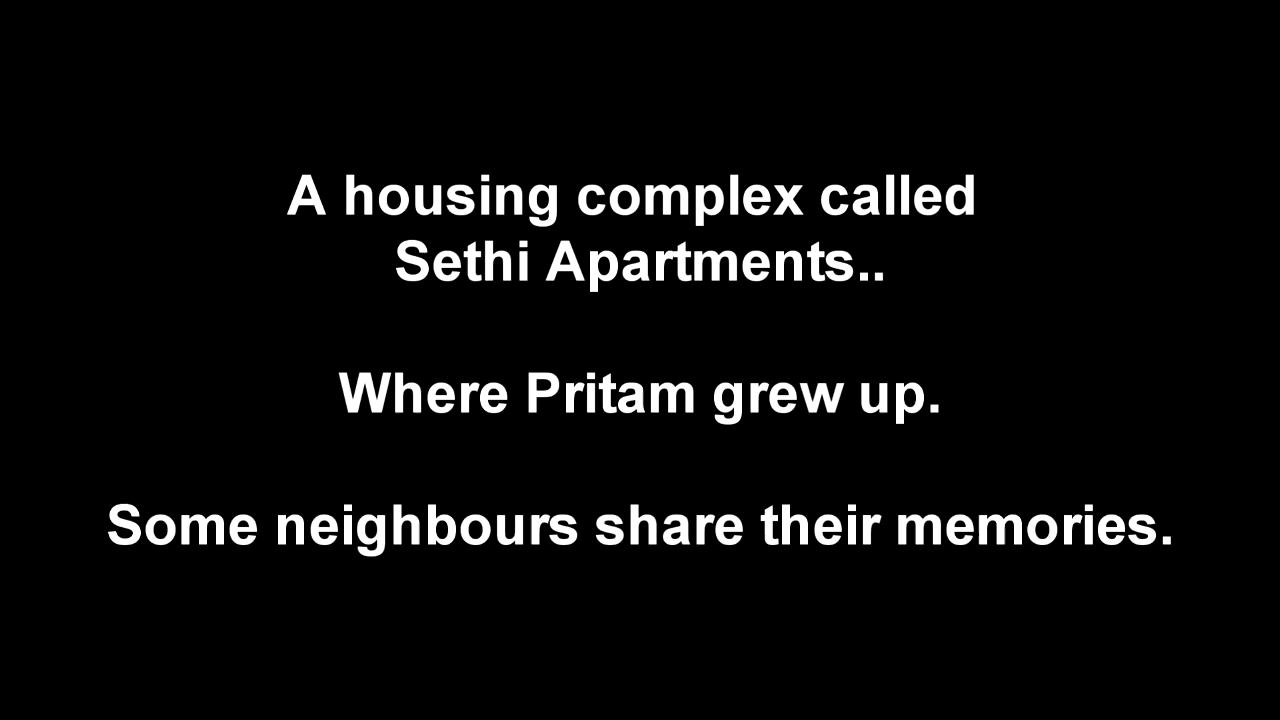 A housing complex called
Sethi Apartments..
Where Pritam grew up.
Some neighbours share their memories.